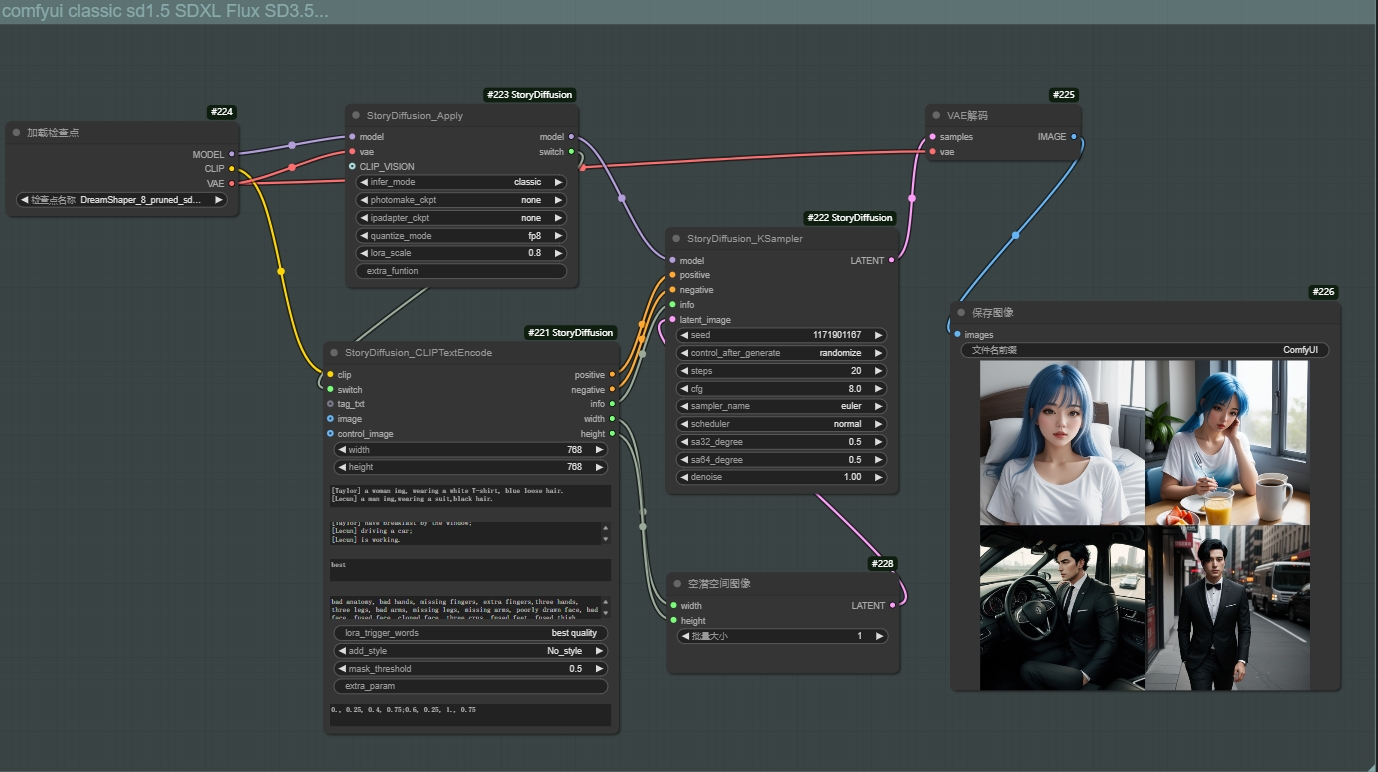 comfyui classic sd1.5 SDXL Flux SD3.5...
#224
加载检查点
MODEL
CLIP
VAE
检查点名称 DreamShaper_8_pruned_sd...
#223 StoryDiffusion
StoryDiffusion_Apply
model model
vae switch
CLIP_VISION
infer_mode classic
photomake_ckpt none
ipadapter_ckpt none
quantize_mode fp8
lora_scale 0.8
extra_funtion
#221 StoryDiffusion
StoryDiffusion_CLIPTextEncode
clip positive
switch negative
tag_txt info
image width
control_image height
width 768
height 768
[Taylor] a woman img, wearing a white T-shirt, blue loose hair.
[Lecun] a man img,wearing a suit,black hair.
[Taylor] have breakfast by the window;
[Lecun] driving a car;
[Lecun] is working.
best
bad anatomy, bad hands, missing fingers, extra fingers,three hands,
three legs, bad arms, missing legs, missing arms, poorly drawn face, bad
face, fused face, cloned face, three crus, fused feet, fused thigh
lora_trigger_words best quality
add_style No_style
mask_threshold 0.5
extra_param
0., 0.25, 0.4, 0.75;0.6, 0.25, 1., 0.75
#222 StoryDiffusion
StoryDiffusion_KSampler
model LATENT
positive
negative
info
latent_image
seed 1171901167
control_after_generate randomize
steps 20
cfg 8.0
sampler_name euler
scheduler normal
sa32_degree 0.5
sa64_degree 0.5
denoise 1.00
#228
空潜空间图像
width LATENT
height
批量大小 1
#225
VAE解码
samples IMAGE
vae
#226
保存图像
images
文件名前缀 ComfyUI